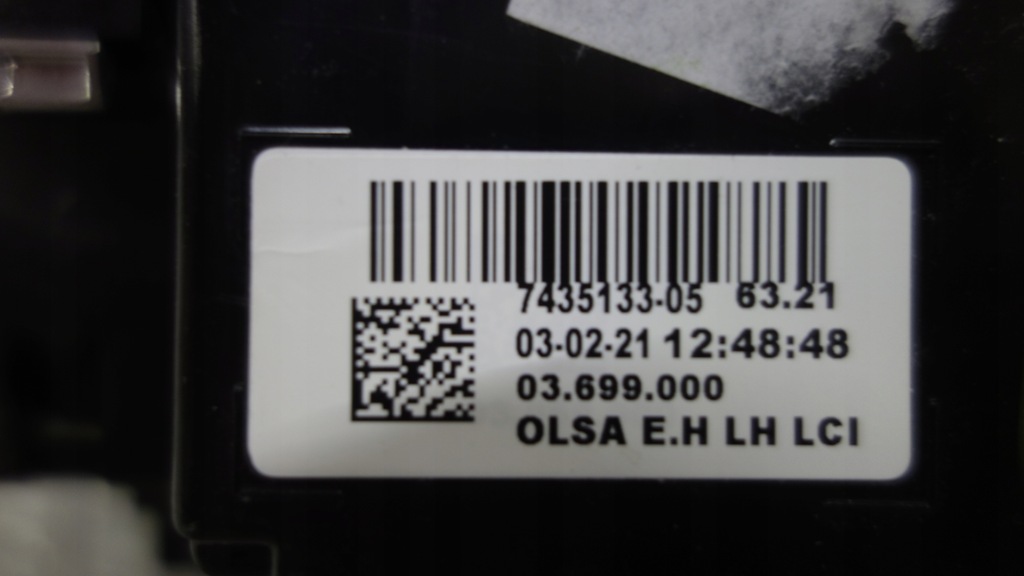 7435133-05 63.21
03-02-21 12:48:48
03.699.000
OLSA E.H LH LCI